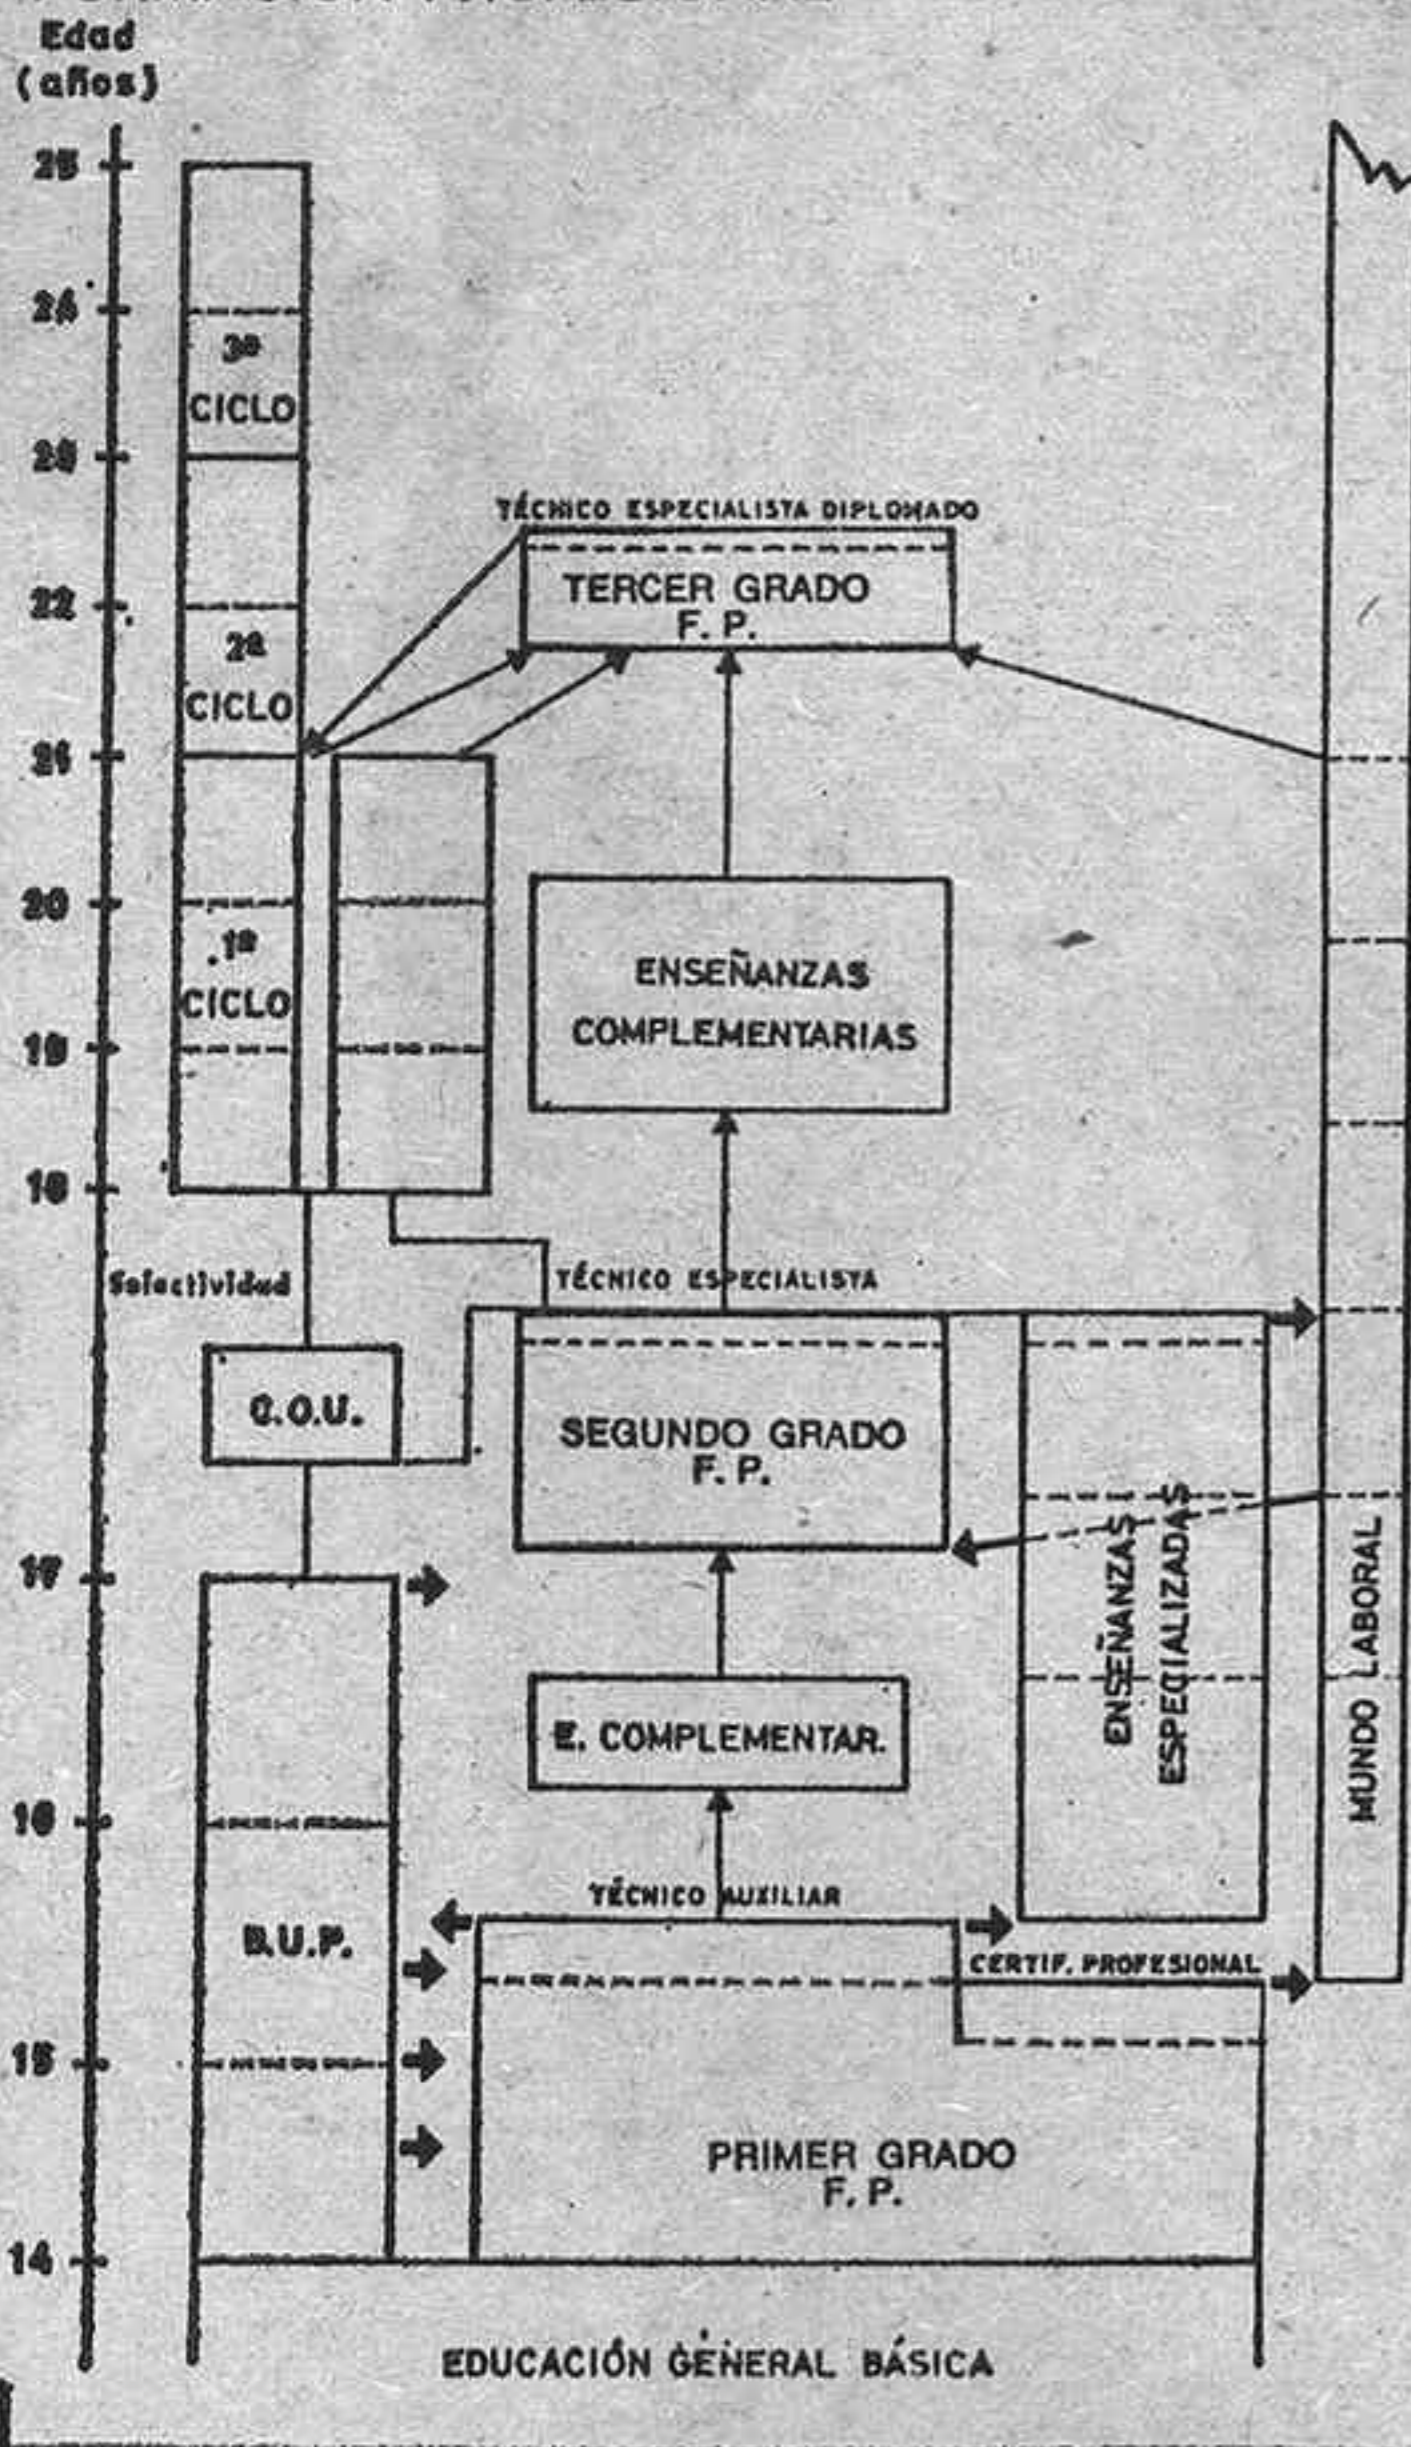 Edad
(años)
25
24
3º
CICLO
23
TÉCNICO ESPECIALISTA DIPLOMADO
TERCER GRADO
F. P.
22
2º
CICLO
21
20
1º
CICLO
ENSEÑANZAS
COMPLEMENTARIAS
19
18
Selectividad
TÉCNICO ESPECIALISTA
C.O.U.
SEGUNDO GRADO
F. P.
ENSEÑANZAS
ESPECIALIZADAS
MUNDO LABORAL
17
E. COMPLEMENTAR.
16
TÉCNICO AUXILIAR
B.U.P.
CERTIF. PROFESIONAL
15
PRIMER GRADO
F. P.
14
EDUCACIÓN GENERAL BÁSICA